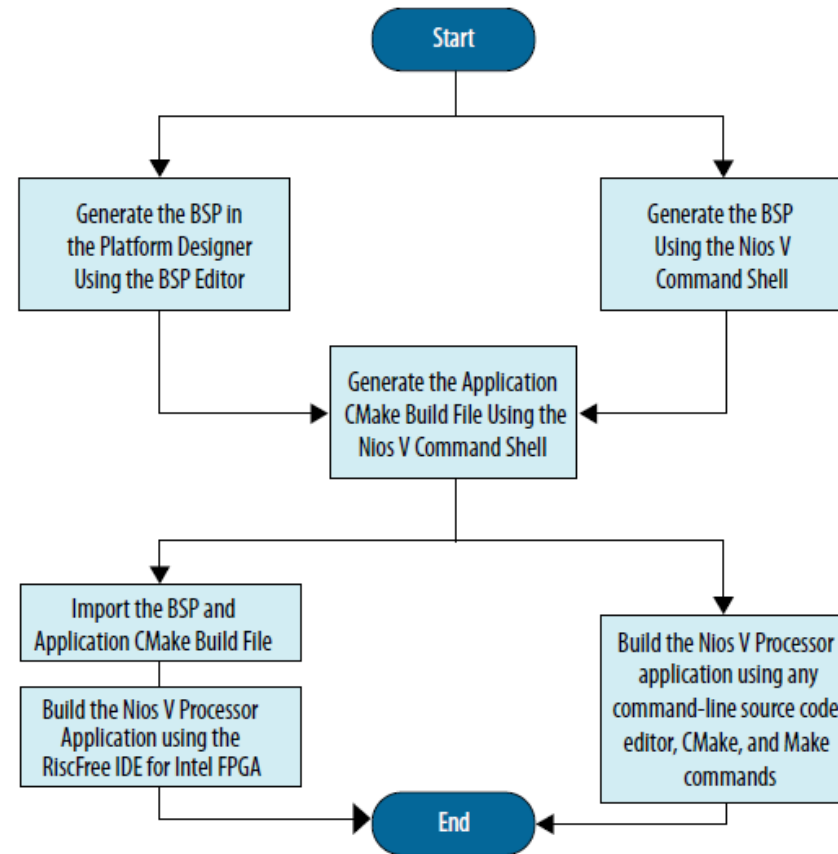 Start
Generate the BSP in
the Platform Designer
Using the BSP Editor
Generate the BSP
Using the Nios V
Command Shell
Generate the Application
CMake Build File Using the
Nios V Command Shell
Import the BSP and
Application CMake Build File
Build the Nios V Processor
Application using the
RiscFree IDE for Intel FPGA
Build the Nios V Processor
application using any
command-line source code
editor, CMake, and Make
commands
End